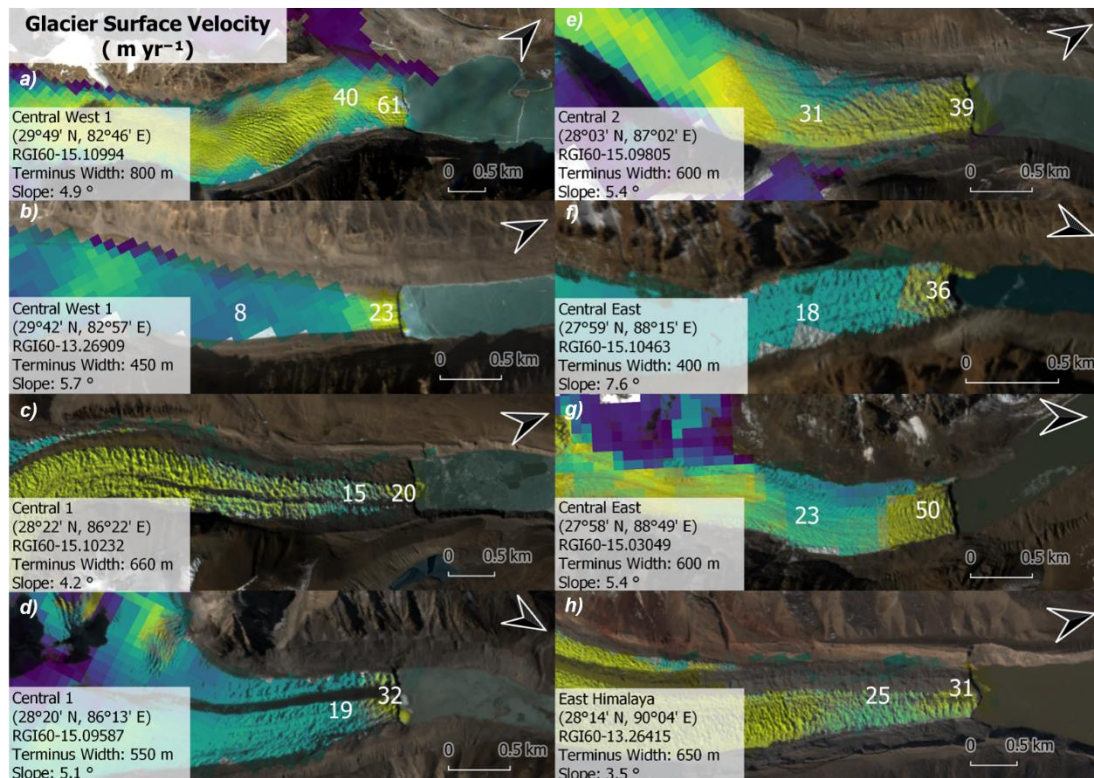 Glacier Surface Velocity
( m yr⁻¹)
a)
40
61
Central West 1
(29°49' N, 82°46' E)
RGI60-15.10994
Terminus Width: 800 m
Slope: 4.9 °
0 0.5 km
b)
8
23
Central West 1
(29°42' N, 82°57' E)
RGI60-13.26909
Terminus Width: 450 m
Slope: 5.7 °
0 0.5 km
c)
15
20
Central 1
(28°22' N, 86°22' E)
RGI60-15.10232
Terminus Width: 660 m
Slope: 4.2 °
0 0.5 km
d)
19
32
Central 1
(28°20' N, 86°13' E)
RGI60-15.09587
Terminus Width: 550 m
Slope: 5.1 °
0 0.5 km
e)
31
39
Central 2
(28°03' N, 87°02' E)
RGI60-15.09805
Terminus Width: 600 m
Slope: 5.4 °
0 0.5 km
f)
18
36
Central East
(27°59' N, 88°15' E)
RGI60-15.10463
Terminus Width: 400 m
Slope: 7.6 °
0 0.5 km
g)
23
50
Central East
(27°58' N, 88°49' E)
RGI60-15.03049
Terminus Width: 600 m
Slope: 5.4 °
0 0.5 km
h)
25
31
East Himalaya
(28°14' N, 90°04' E)
RGI60-13.26415
Terminus Width: 650 m
Slope: 3.5 °
0 0.5 km